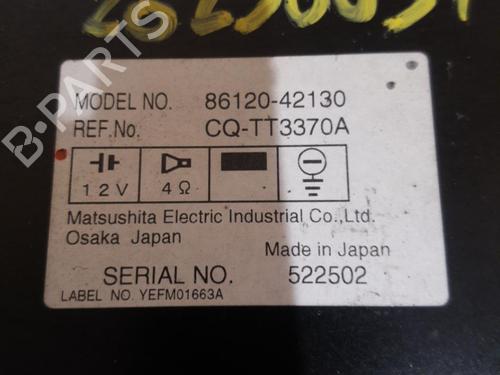 MODEL NO. 86120-42130
REF.No. CQ-TT3370A
12V 4Ω
Matsushita Electric Industrial Co.,Ltd.
Osaka Japan
Made in Japan
SERIAL NO. 522502
LABEL NO. YEFM01663A
B-PARTS